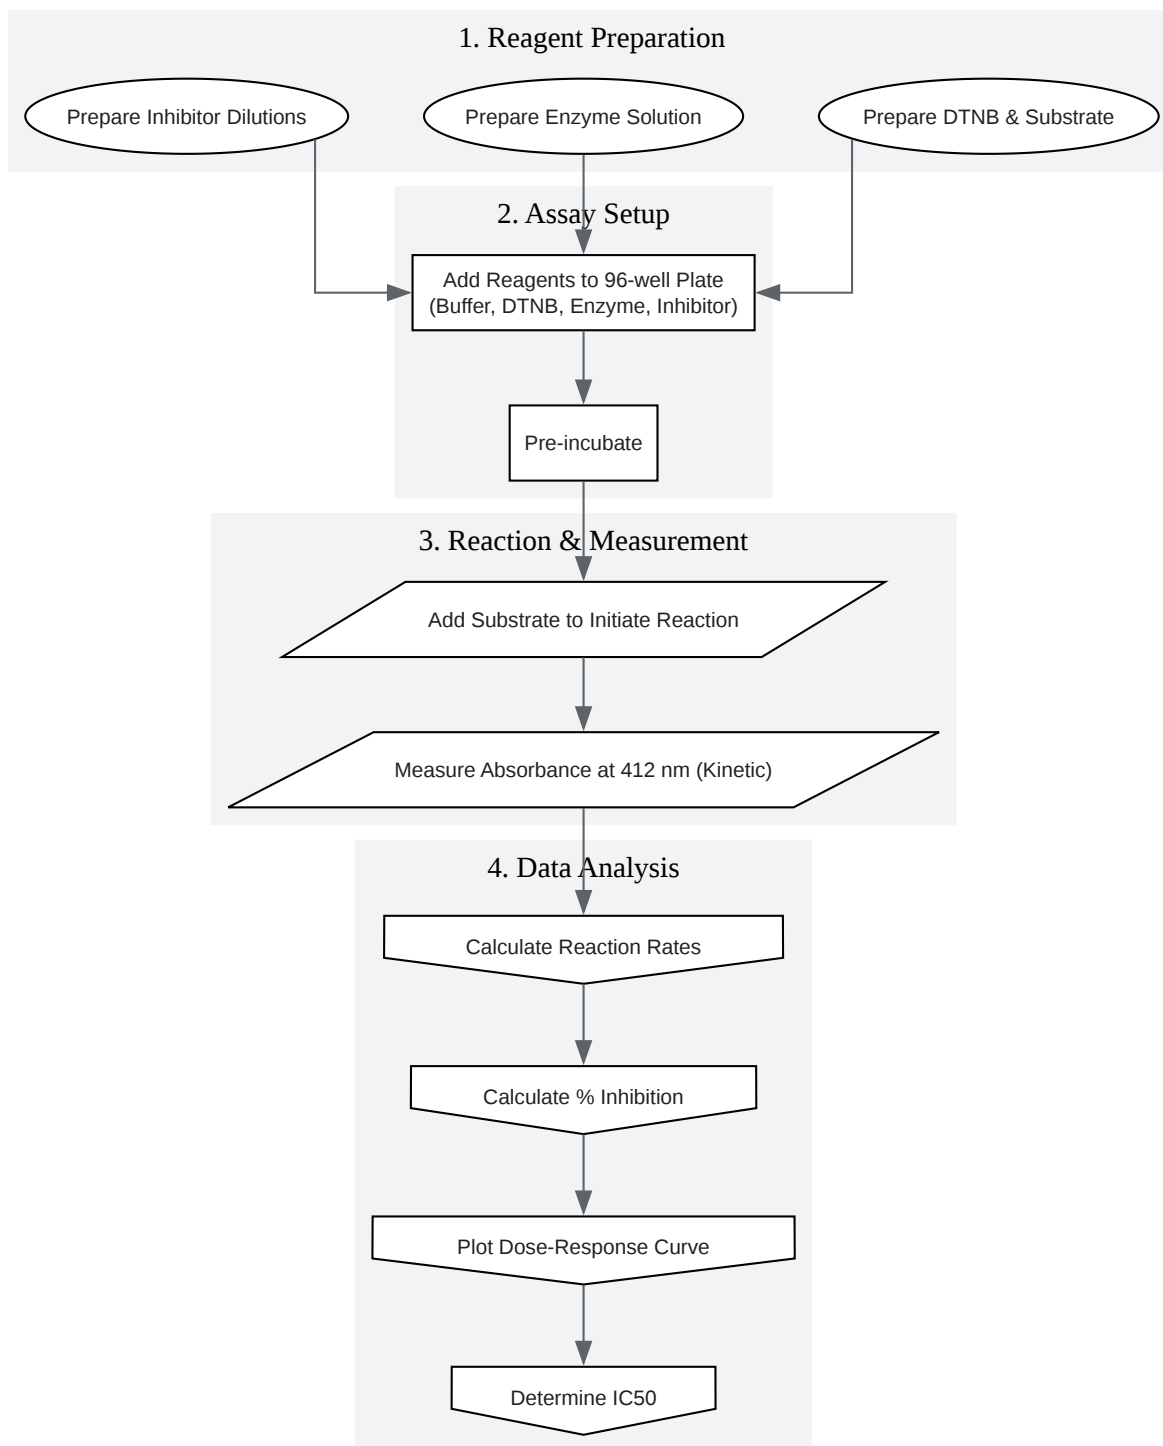 1. Reagent Preparation
Prepare Inhibitor Dilutions
Prepare Enzyme Solution
Prepare DTNB & Substrate
2. Assay Setup
Add Reagents to 96-well Plate
(Buffer, DTNB, Enzyme, Inhibitor)
Pre-incubate
3. Reaction & Measurement
Add Substrate to Initiate Reaction
Measure Absorbance at 412 nm (Kinetic)
4. Data Analysis
Calculate Reaction Rates
Calculate % Inhibition
Plot Dose-Response Curve
Determine IC50